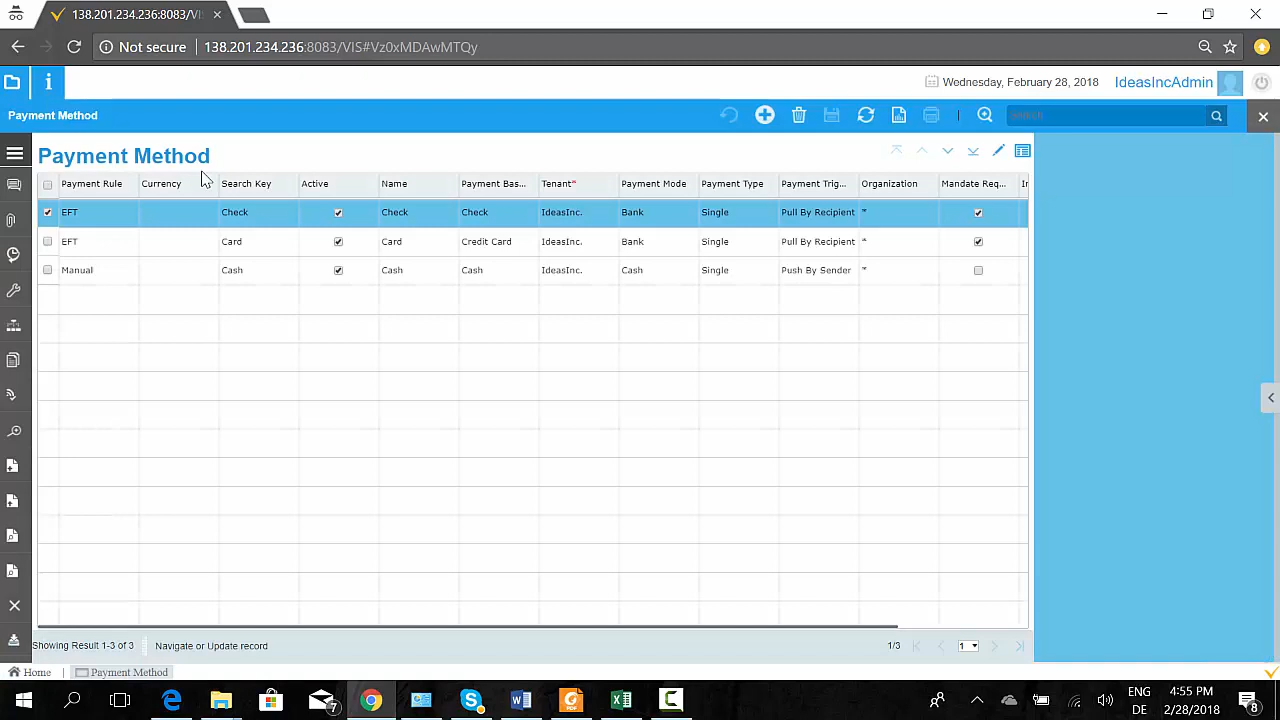 138.201.234.236:8083/VIS
Not secure 138.201.234.236:8083/VIS#Vz0xMDAwMTQy
Wednesday, February 28, 2018 IdeasIncAdmin
Payment Method
Search
Payment Method
Payment Rule Currency Search Key Active Name Payment Bas... Tenant* Payment Mode Payment Type Payment Trig... Organization Mandate Req... In
EFT Check Check Check IdeasInc. Bank Single Pull By Recipient *
EFT Card Card Credit Card IdeasInc. Bank Single Pull By Recipient *
Manual Cash Cash Cash IdeasInc. Cash Single Push By Sender *
Showing Result 1-3 of 3 Navigate or Update record 1/3 1
Home Payment Method
7
ENG 4:55 PM
DE 2/28/2018 8